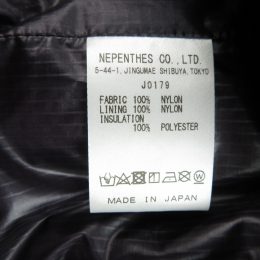 NEPENTHES CO.,LTD.
5-44-1,JINGUMAE SHIBUYA,TOKYO
J0179
FABRIC 100% NYLON
LINING 100% NYLON
INSULATION
100% POLYESTER
MADE IN JAPAN